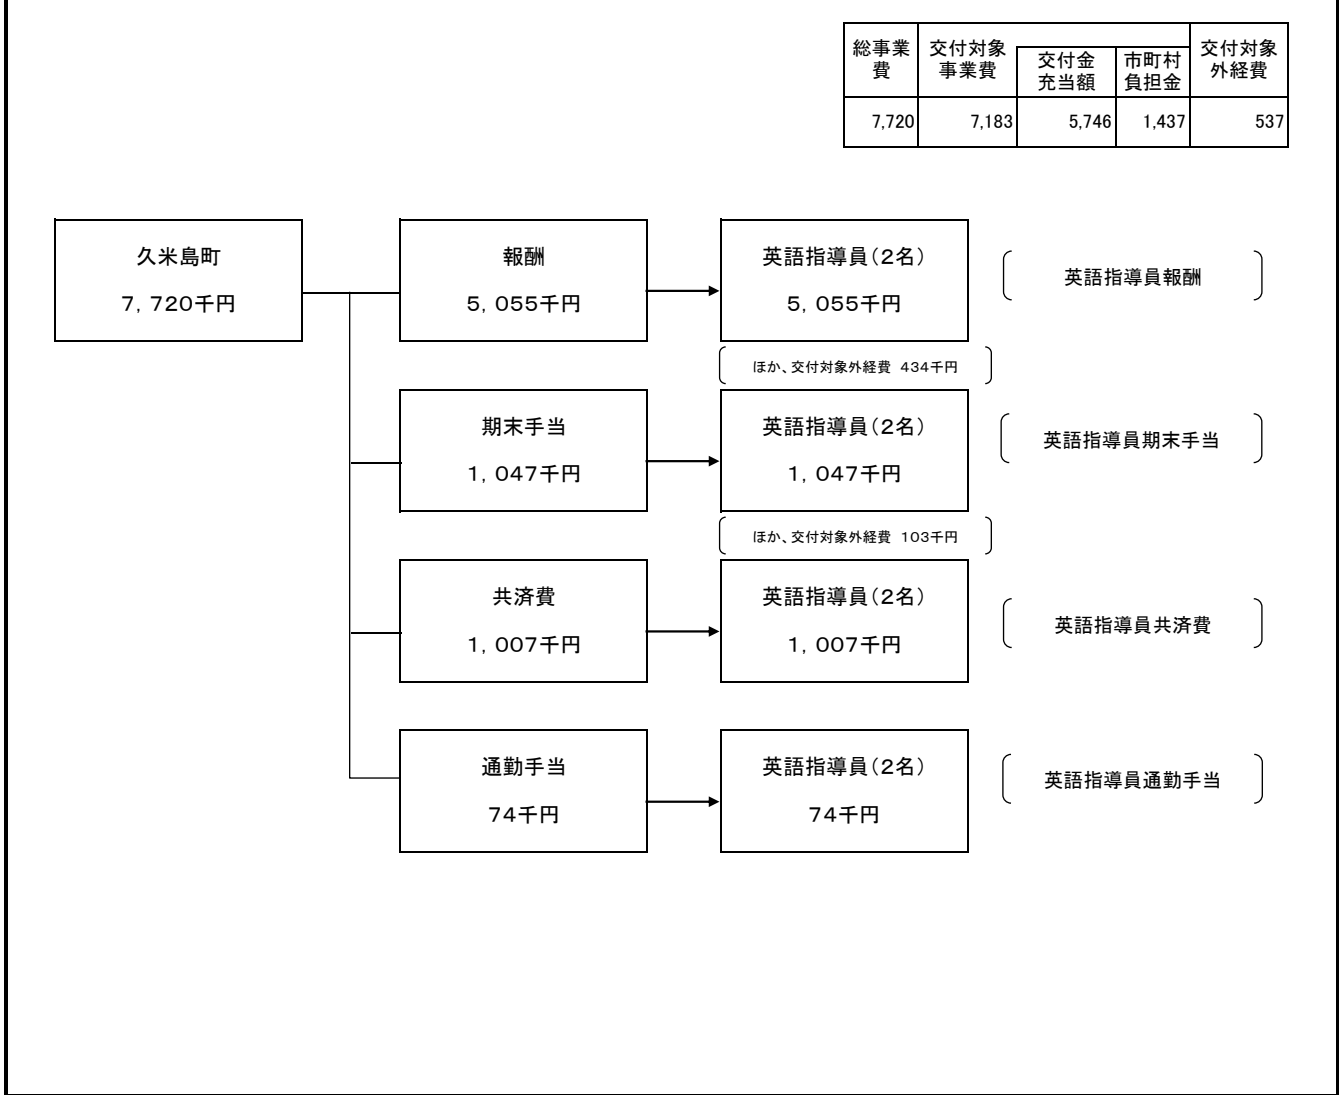 総事業
費
交付対象
事業費
交付金
充当額
市町村
負担金
交付対象
外経費
7,720 7,183 5,746 1,437 537
久米島町
7，720千円
報酬
5，055千円
英語指導員（2名）
5，055千円
英語指導員報酬
ほか、交付対象外経費 434千円
期末手当
1，047千円
英語指導員（2名）
1，047千円
英語指導員期末手当
ほか、交付対象外経費 103千円
共済費
1，007千円
英語指導員（2名）
1，007千円
英語指導員共済費
通勤手当
74千円
英語指導員（2名）
74千円
英語指導員通勤手当